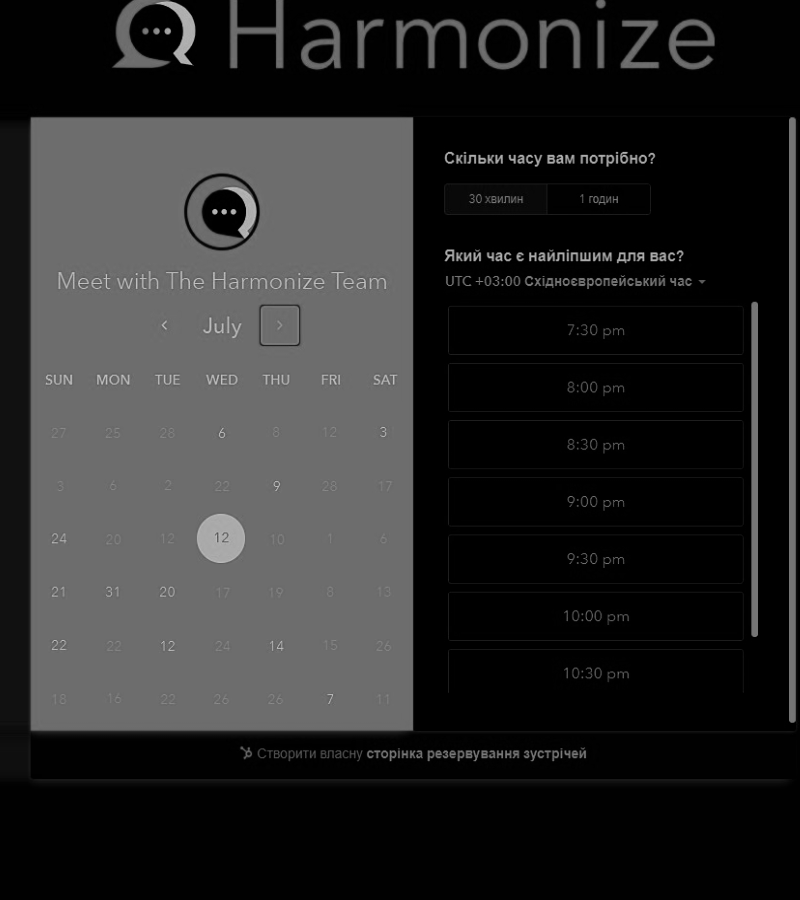 Harmonize
Meet with The Harmonize Team
July
SUN MON TUE WED THU FRI SAT
27 25 28 6 8 12 3
3 6 2 22 9 28 17
24 20 12 12 10 1 6
21 31 20 17 19 8 13
22 22 12 24 14 15 26
18 16 22 26 26 7 11
Скільки часу вам потрібно?
30 хвилин 1 годин
Який час є найліпшим для вас?
UTC +03:00 Східноєвропейський час
7:30 pm
8:00 pm
8:30 pm
9:00 pm
9:30 pm
10:00 pm
10:30 pm
Створити власну сторінка резервування зустрічей